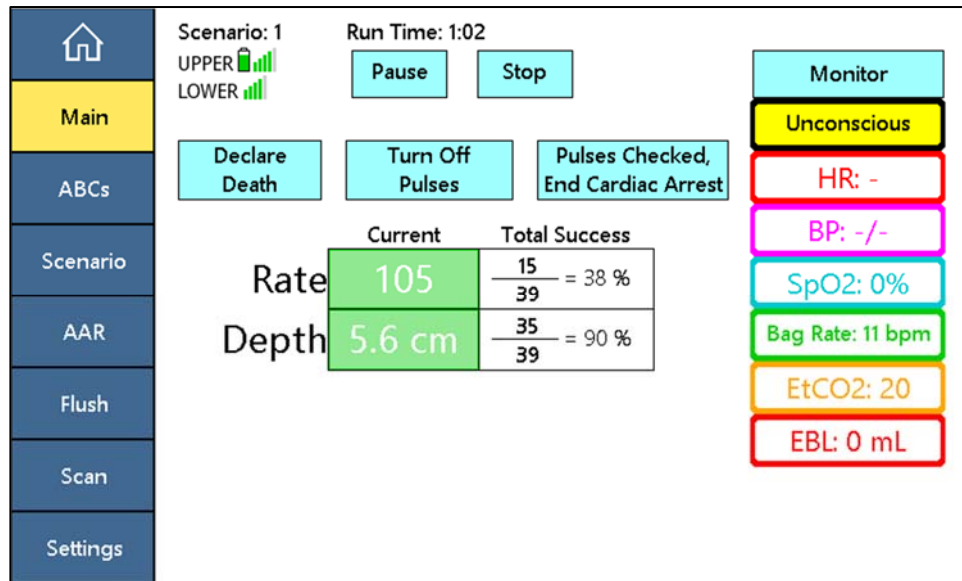 Scenario: 1
Run Time: 1:02
UPPER
LOWER
Pause
Stop
Main
ABCs
Scenario
AAR
Flush
Scan
Settings
Declare
Death
Turn Off
Pulses
Pulses Checked,
End Cardiac Arrest
Current
Total Success
Rate
105
15
39
= 38 %
Depth
5.6 cm
35
39
= 90 %
Monitor
Unconscious
HR: -
BP: -/-
SpO2: 0%
Bag Rate: 11 bpm
EtCO2: 20
EBL: 0 mL